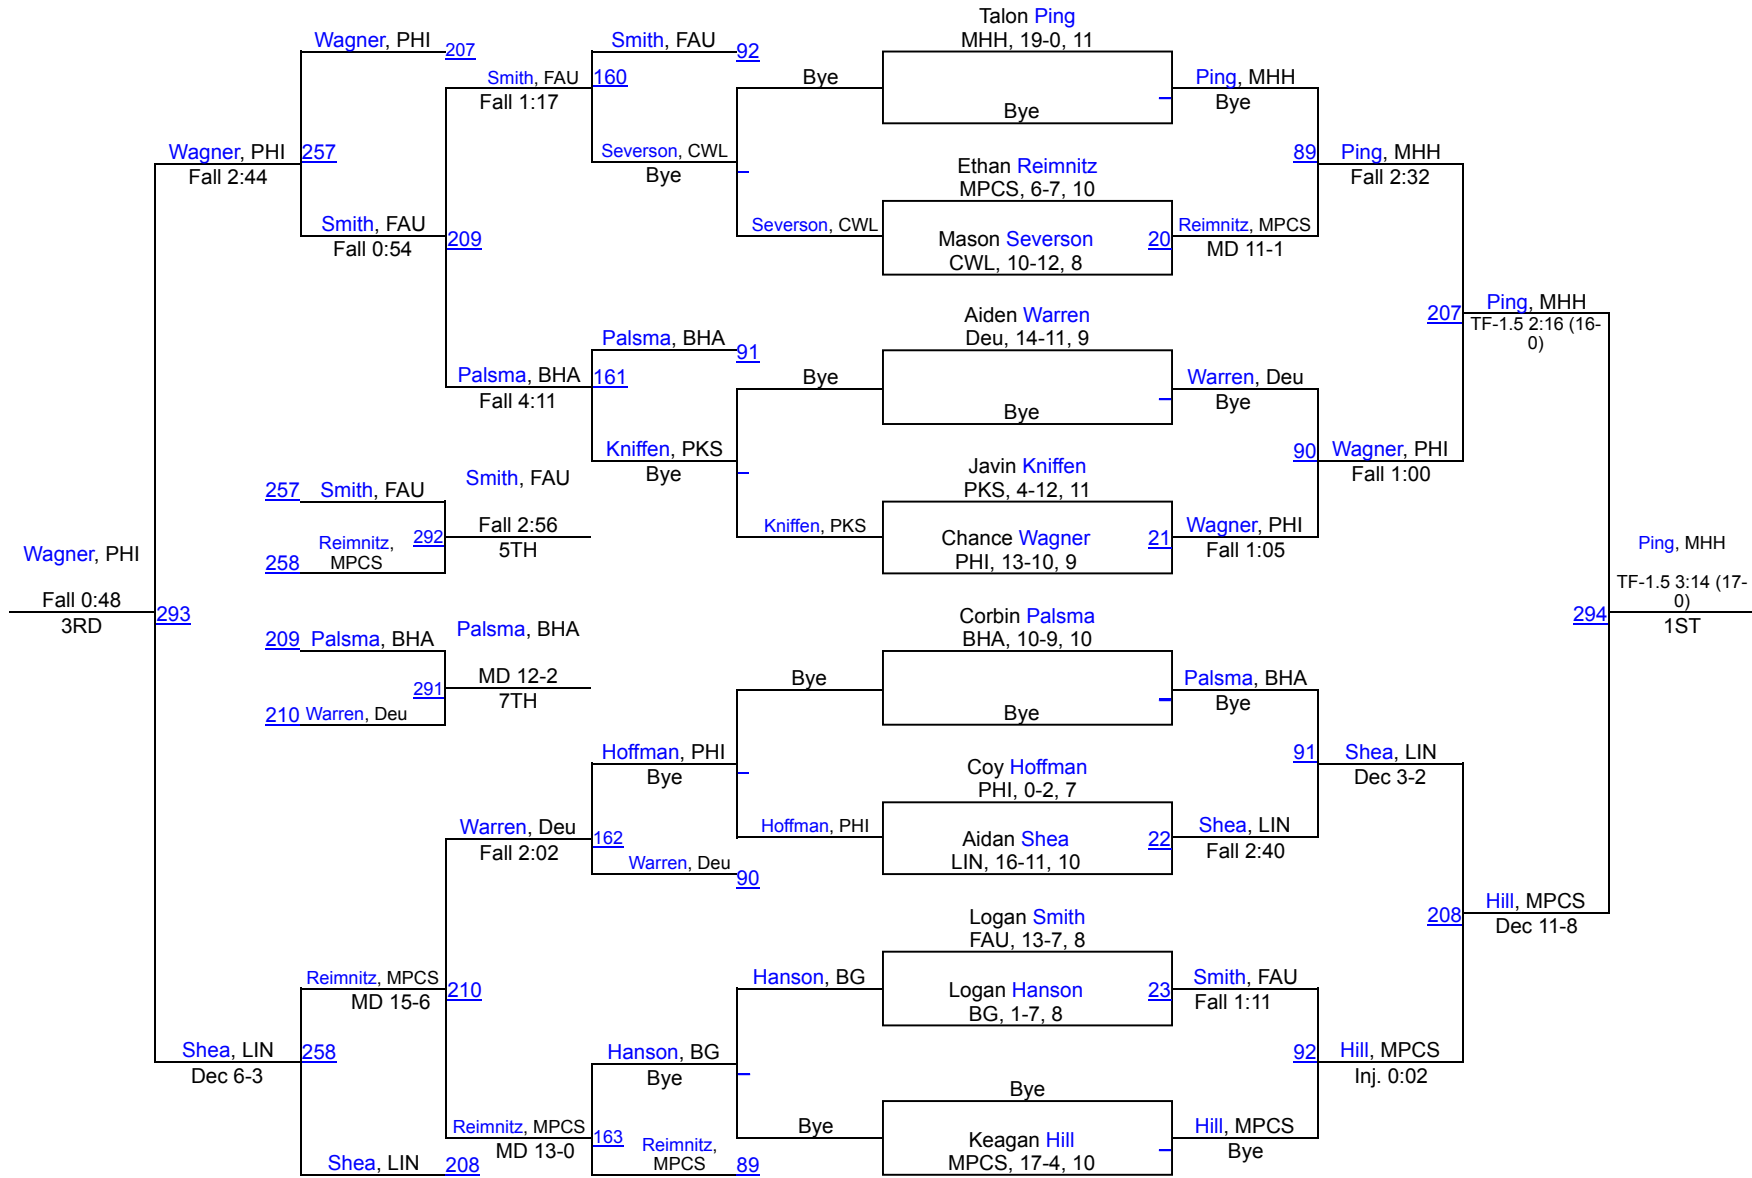 Talon Ping
MHH, 19-0, 11
Wagner, PHI
207
Smith, FAU
92
Smith, FAU
160
Fall 1:17
Bye
Bye
Ping, MHH
Bye
Wagner, PHI
257
Fall 2:44
Severson, CWL
Bye
Ethan Reimnitz
MPCS, 6-7, 10
89
Ping, MHH
Fall 2:32
Smith, FAU
Fall 0:54
209
Severson, CWL
Mason Severson
CWL, 10-12, 8
20
Reimnitz, MPCS
MD 11-1
Aiden Warren
Deu, 14-11, 9
207
Ping, MHH
TF-1.5 2:16 (16-
0)
Palsma, BHA
91
Palsma, BHA
161
Fall 4:11
Bye
Bye
Warren, Deu
Bye
Kniffen, PKS
Bye
Javin Kniffen
PKS, 4-12, 11
90
Wagner, PHI
Fall 1:00
257
Smith, FAU
Smith, FAU
Fall 2:56
5TH
292
258
Reimnitz,
MPCS
Kniffen, PKS
Chance Wagner
PHI, 13-10, 9
21
Wagner, PHI
Fall 1:05
Wagner, PHI
Fall 0:48
3RD
293
Ping, MHH
TF-1.5 3:14 (17-
0)
1ST
294
Corbin Palsma
BHA, 10-9, 10
209
Palsma, BHA
Palsma, BHA
MD 12-2
7TH
291
210
Warren, Deu
Bye
Bye
Palsma, BHA
Bye
Hoffman, PHI
Bye
Coy Hoffman
PHI, 0-2, 7
91
Shea, LIN
Dec 3-2
Warren, Deu
Fall 2:02
162
Hoffman, PHI
Aidan Shea
LIN, 16-11, 10
22
Shea, LIN
Fall 2:40
Warren, Deu
90
Logan Smith
FAU, 13-7, 8
208
Hill, MPCS
Dec 11-8
Reimnitz, MPCS
MD 15-6
210
Hanson, BG
Logan Hanson
BG, 1-7, 8
23
Smith, FAU
Fall 1:11
Shea, LIN
258
Dec 6-3
Hanson, BG
Bye
92
Hill, MPCS
Inj. 0:02
Bye
Reimnitz, MPCS
MD 13-0
163
Bye
Keagan Hill
MPCS, 17-4, 10
Hill, MPCS
Bye
Shea, LIN
208
Reimnitz,
MPCS
89